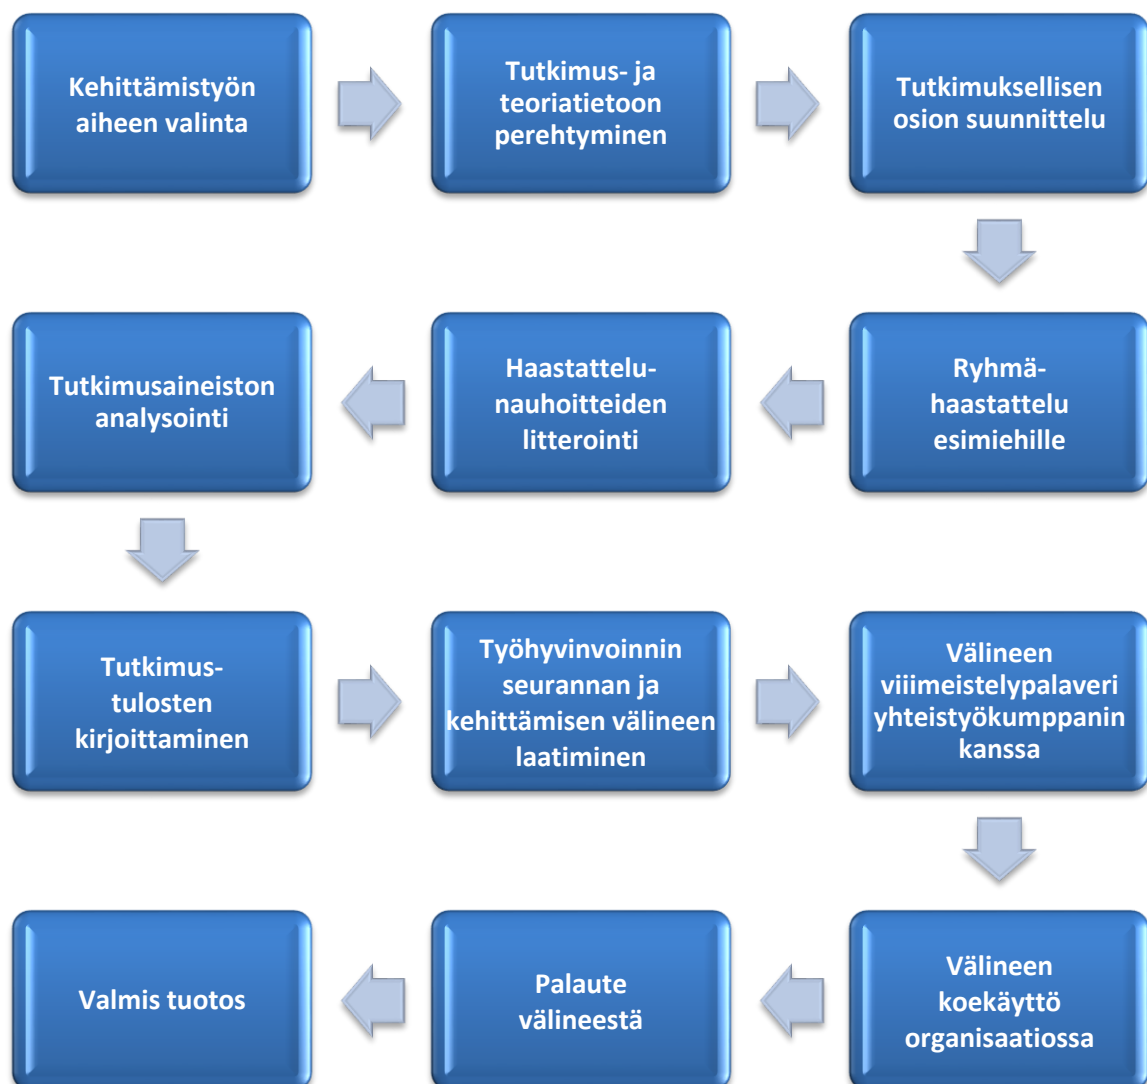 Kehittämistyön
aiheen valinta
Tutkimus- ja
teoriatietoon
perehtyminen
Tutkimuksellisen
osion suunnittelu
Ryhmä-
haastattelu
esimiehille
Haastattelu-
nauhoitteiden
litterointi
Tutkimusaineiston
analysointi
Tutkimus-
tulosten
kirjoittaminen
Työhyvinvoinnin
seurannan ja
kehittämisen välineen
laatiminen
Välineen
viiimeistelypalaveri
yhteistyökumppanin
kanssa
Välineen
koekäyttö
organisaatiossa
Palaute
välineestä
Valmis tuotos